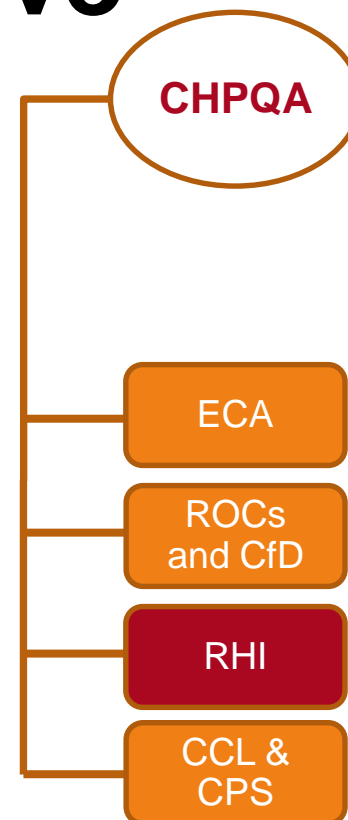 CHPQA
ECA
ROCs
and CfD
RHI
CCL &
CPS